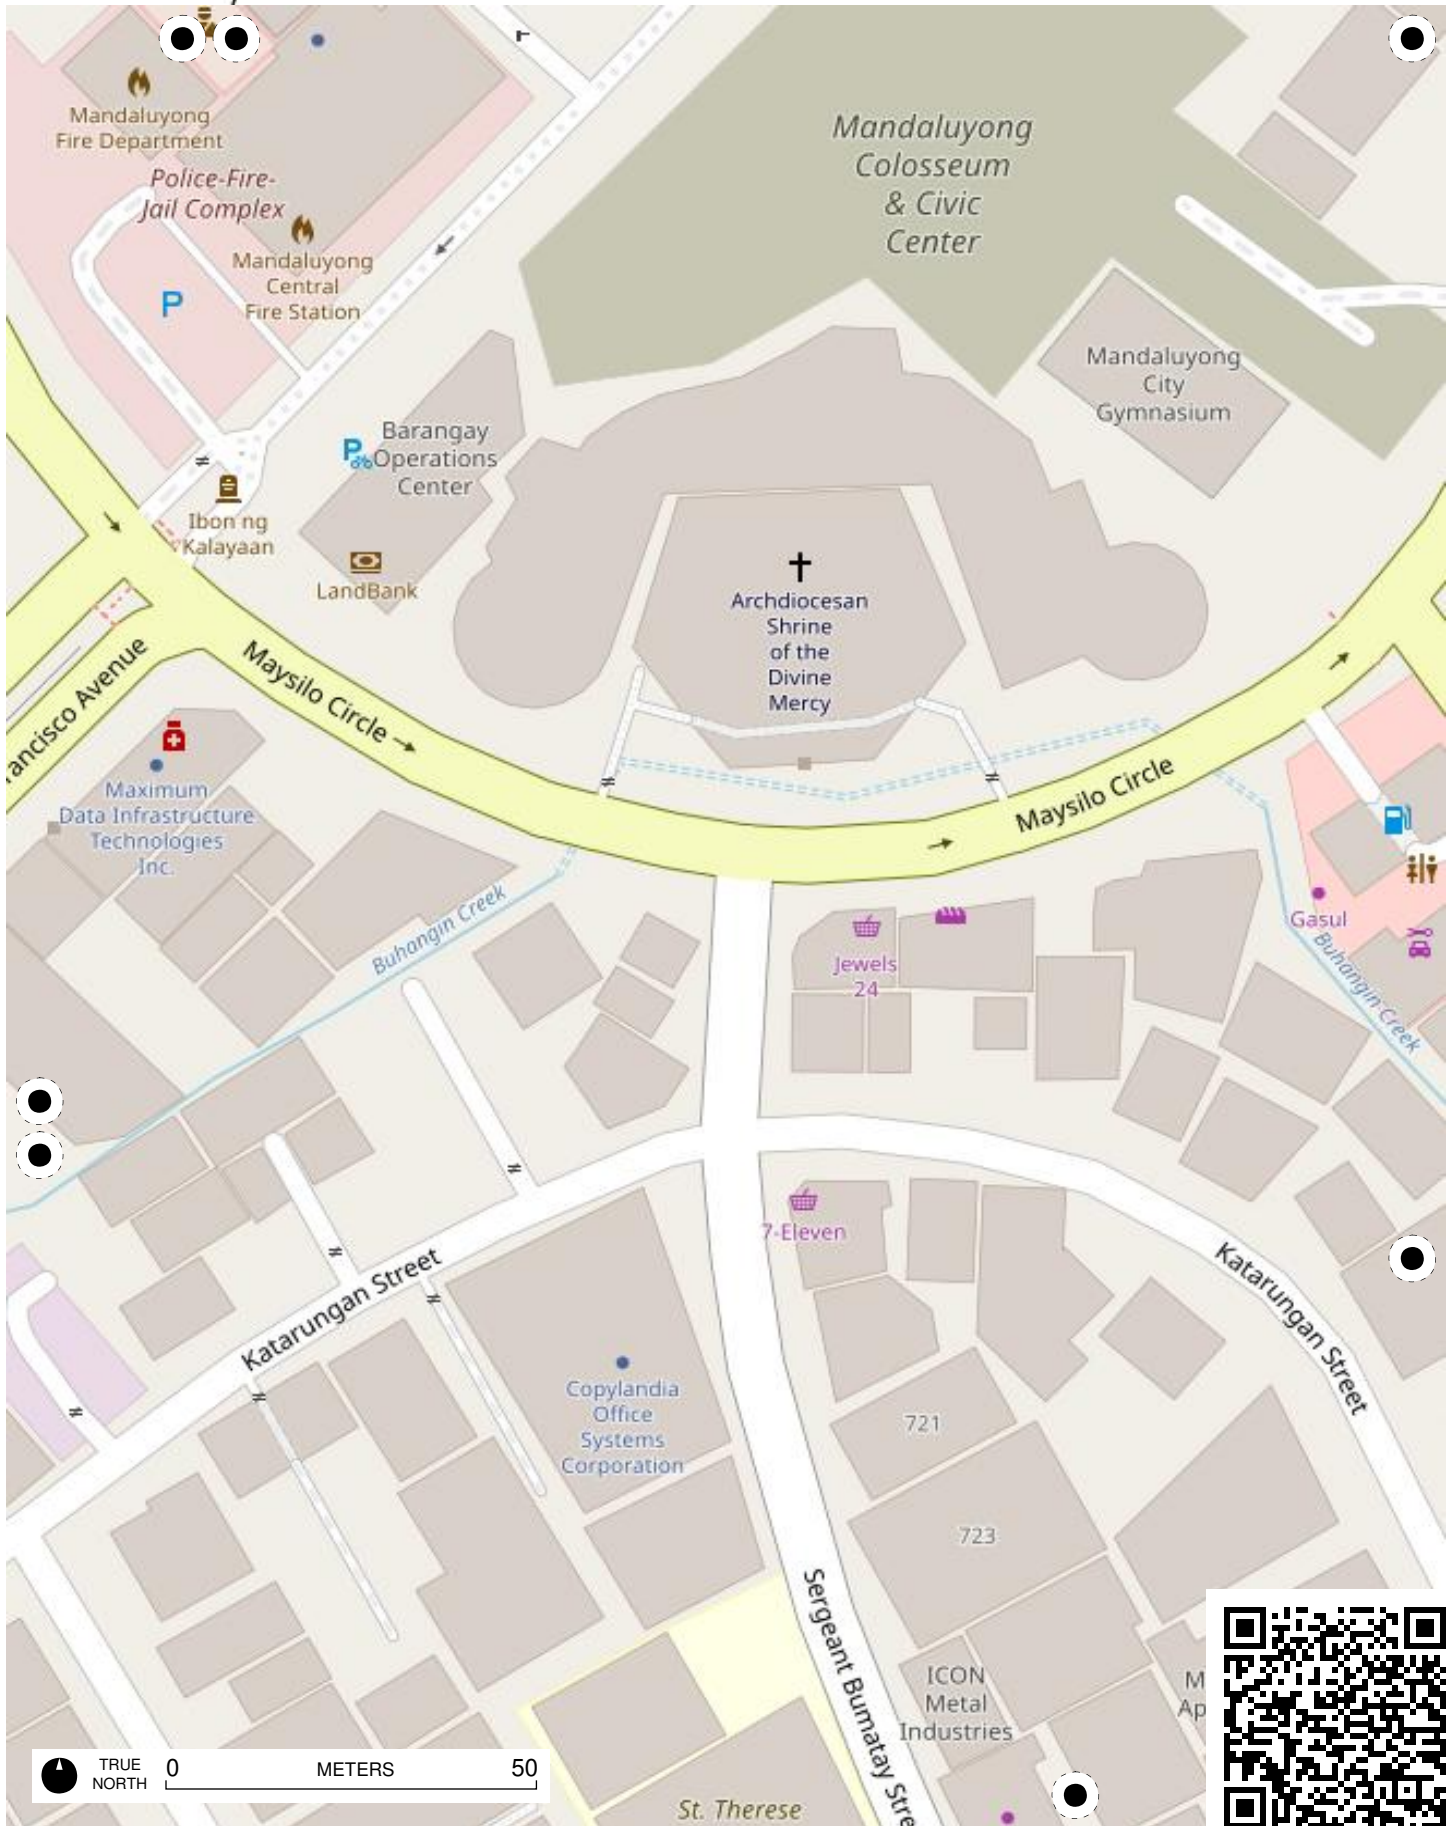 Mandaluyong
Fire Department
Police-Fire-
Jail Complex
Mandaluyong
Central
Fire Station
P
Mandaluyong
Colosseum
& Civic
Center
Mandaluyong
City
Gymnasium
Barangay
Operations
Center
P
Ibon ng
Kalayaan
LandBank
Archdiocesan
Shrine
of the
Divine
Mercy
Maysilo Circle
Maysilo Circle
Avenue
Maximum
Data Infrastructure
Technologies
Inc.
Buhangin Creek
Jewels
24
Gasul
Buhangin Creek
7-Eleven
Katarungan Street
Katarungan Street
Copylandia
Office
Systems
Corporation
721
723
Sergeant Bumatay Stre
ICON
Metal
Industries
M
Ap
St. Therese
TRUE
NORTH
0 METERS 50